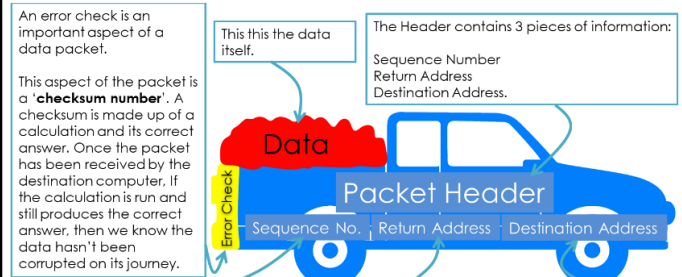 An error check is an
important aspect of a
data packet.
This aspect of the packet is
a ‘checksum number’. A
checksum is made up of a
calculation and its correct
answer. Once the packet
has been received by the
destination computer, If
the calculation is run and
still produces the correct
answer, then we know the
data hasn’t been
corrupted on its journey.
This this the data
itself.
The Header contains 3 pieces of information:
Sequence Number
Return Address
Destination Address.
Data
Error Check
Packet Header
Sequence No.
Return Address
Destination Address